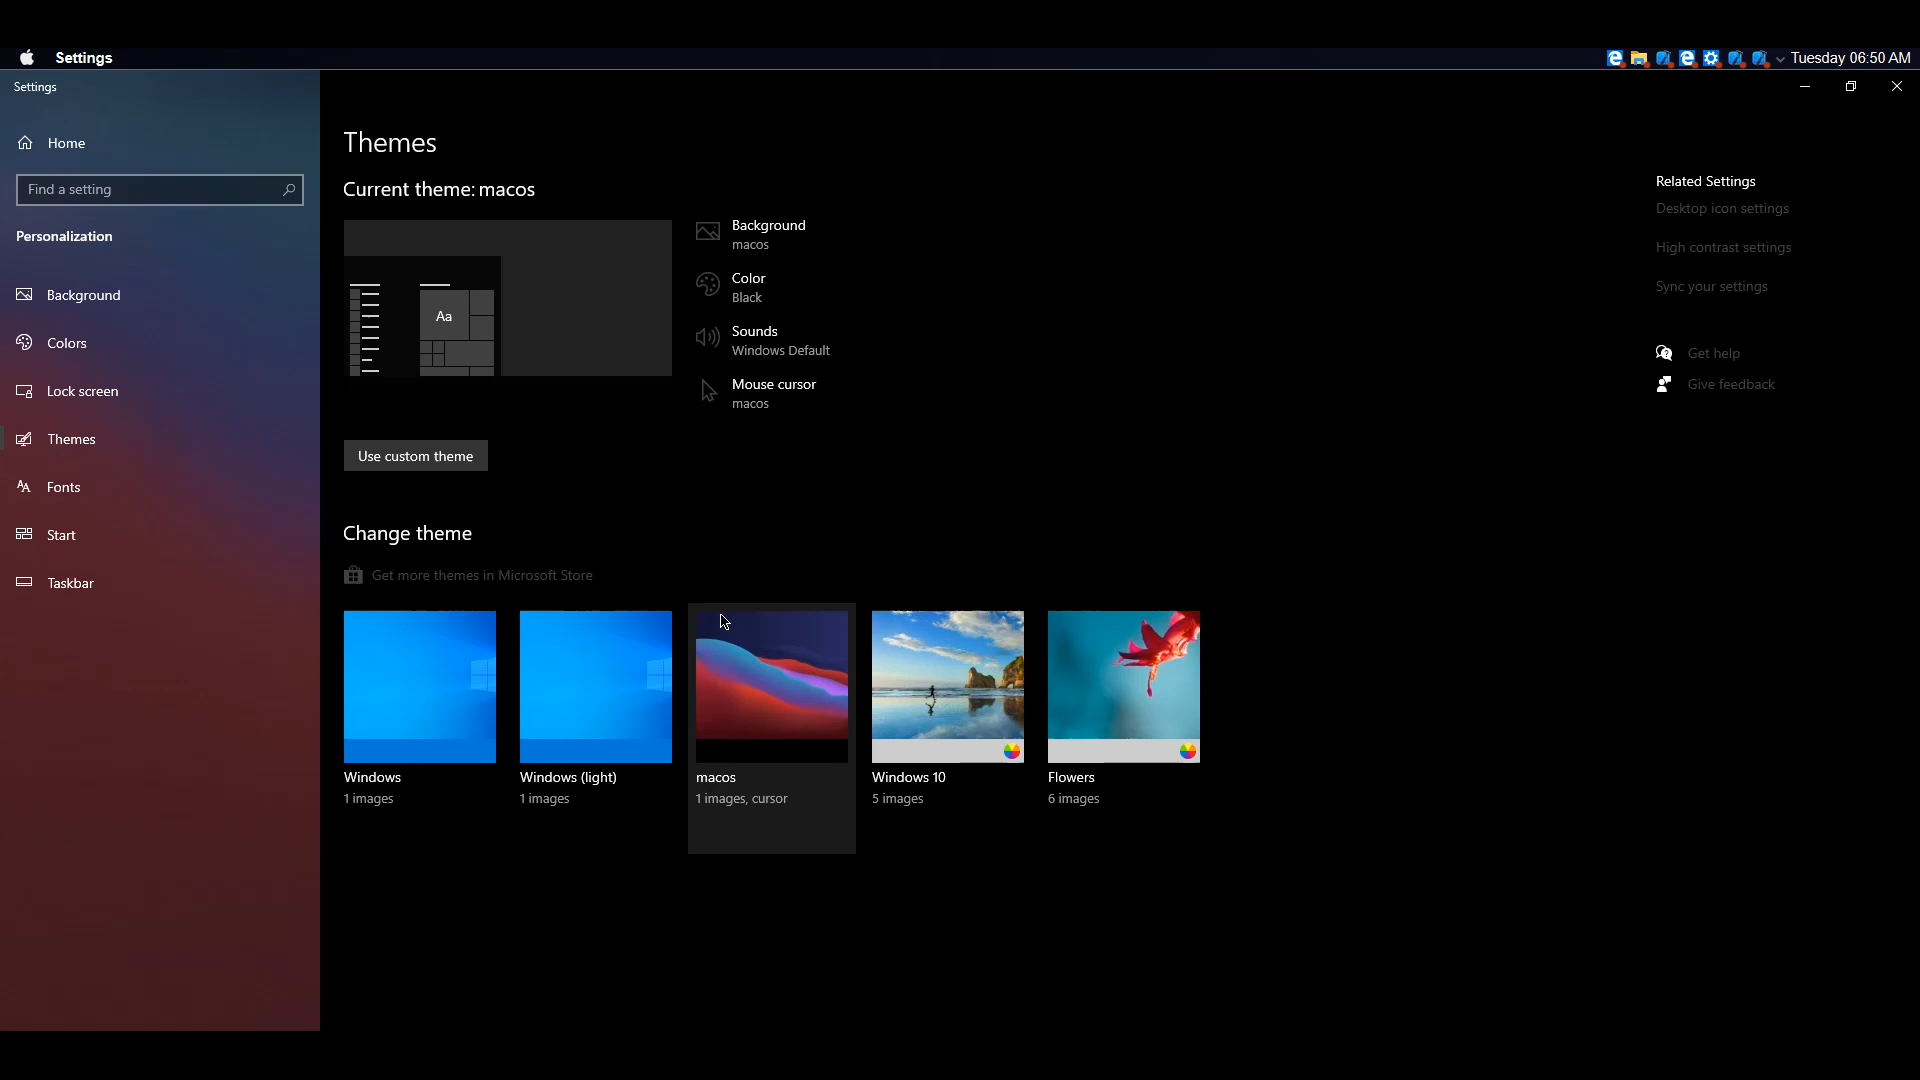 Settings
Tuesday 06:50 AM
Settings
Home
Find a setting
Personalization
Background
Colors
Lock screen
Themes
Fonts
Start
Taskbar
Themes
Current theme: macos
Aa
Background
macos
Color
Black
Sounds
Windows Default
Mouse cursor
macos
Use custom theme
Change theme
Get more themes in Microsoft Store
Windows
1 images
Windows (light)
1 images
macos
1 images, cursor
Windows 10
5 images
Flowers
6 images
Related Settings
Desktop icon settings
High contrast settings
Sync your settings
Get help
Give feedback